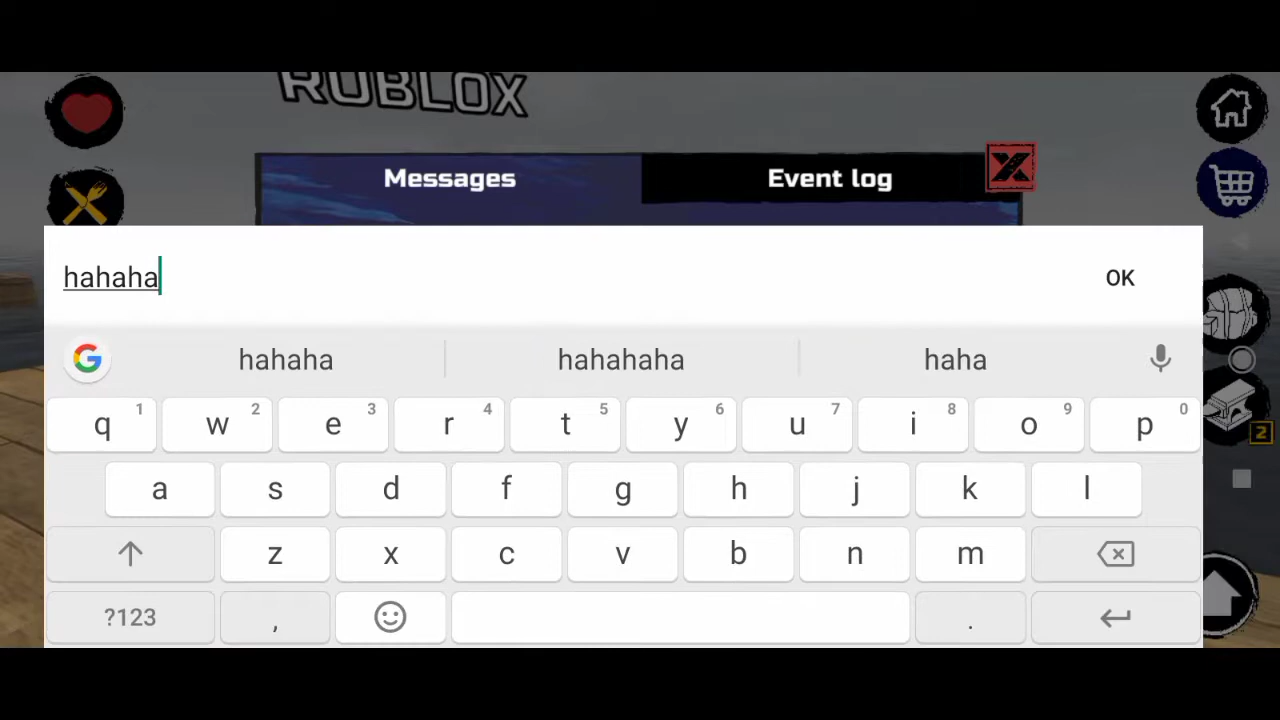 RUBLOX
Messages Event log
hahaha OK
hahaha hahahaha haha
q 1 w 2 e 3 r 4 t 5 y 6 u 7 i 8 o 9 p 0
a s d f g h j k l
2
z x c v b n m
?123 , .